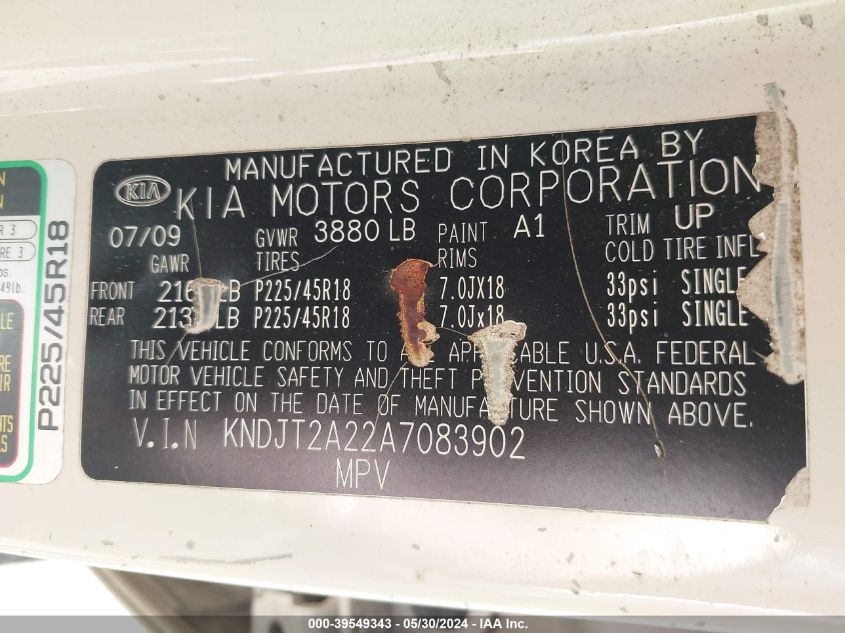 MANUFACTURED IN KOREA BY
KIA KIA MOTORS CORPORATION
07/09 GVWR 3880 LB PAINT A1 TRIM UP
GAWR TIRES RIMS COLD TIRE INFL
FRONT LB P225/45R18 7.0JX18 33psi SINGLE
REAR LB P225/45R18 7.0Jx18 33psi SINGLE
THIS VEHICLE CONFORMS TO U.S.A. FEDERAL
MOTOR VEHICLE SAFETY AND THEFT STANDARDS
IN EFFECT ON THE DATE OF MANUFACTURE SHOWN ABOVE.
V.I.N KNDJT2A22A7083902
MPV
P225/45R18
000-39549343 - 05/30/2024 - IAA Inc.